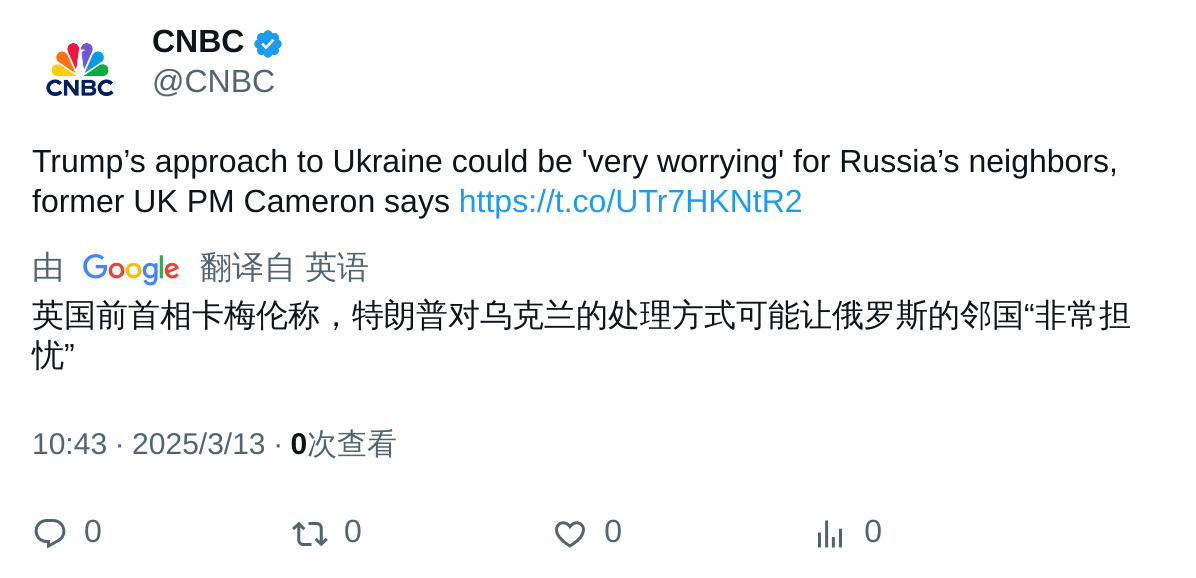 CNBC
CNBC
@CNBC
Trump’s approach to Ukraine could be 'very worrying' for Russia’s neighbors,
former UK PM Cameron says https://t.co/UTr7HKNtR2
由 Google 翻译自 英语
英国前首相卡梅伦称，特朗普对乌克兰的处理方式可能让俄罗斯的邻国“非常担
忧”
10:43 · 2025/3/13 · 0次查看
0 0 0 0